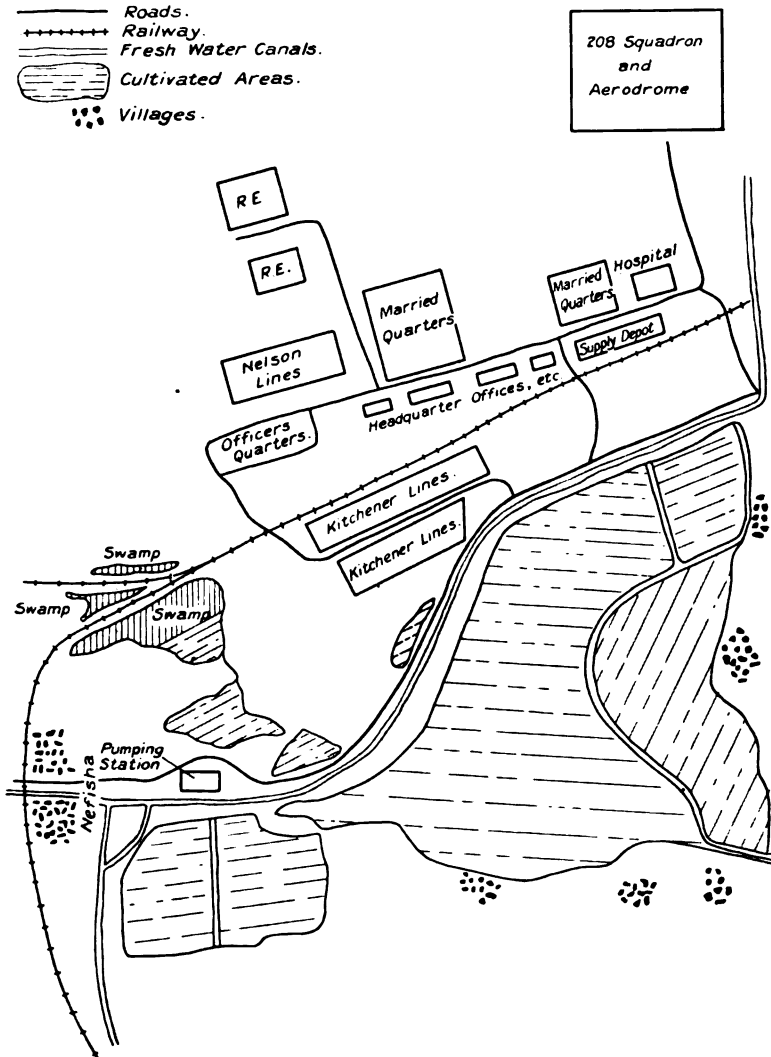 Roads.
Railway.
Fresh Water Canals.
Cultivated Areas.
Villages.
208 Squadron
and
Aerodrome
R E
R.E.
Married
Quarters
Married
Quarters
Hospital
Supply Depot
Nelson
Lines
Headquarter Offices, etc.
Officers
Quarters.
Kitchener Lines.
Kitchener Lines.
Swamp
Swamp
Swamp
Pumping
Station
Nefisha